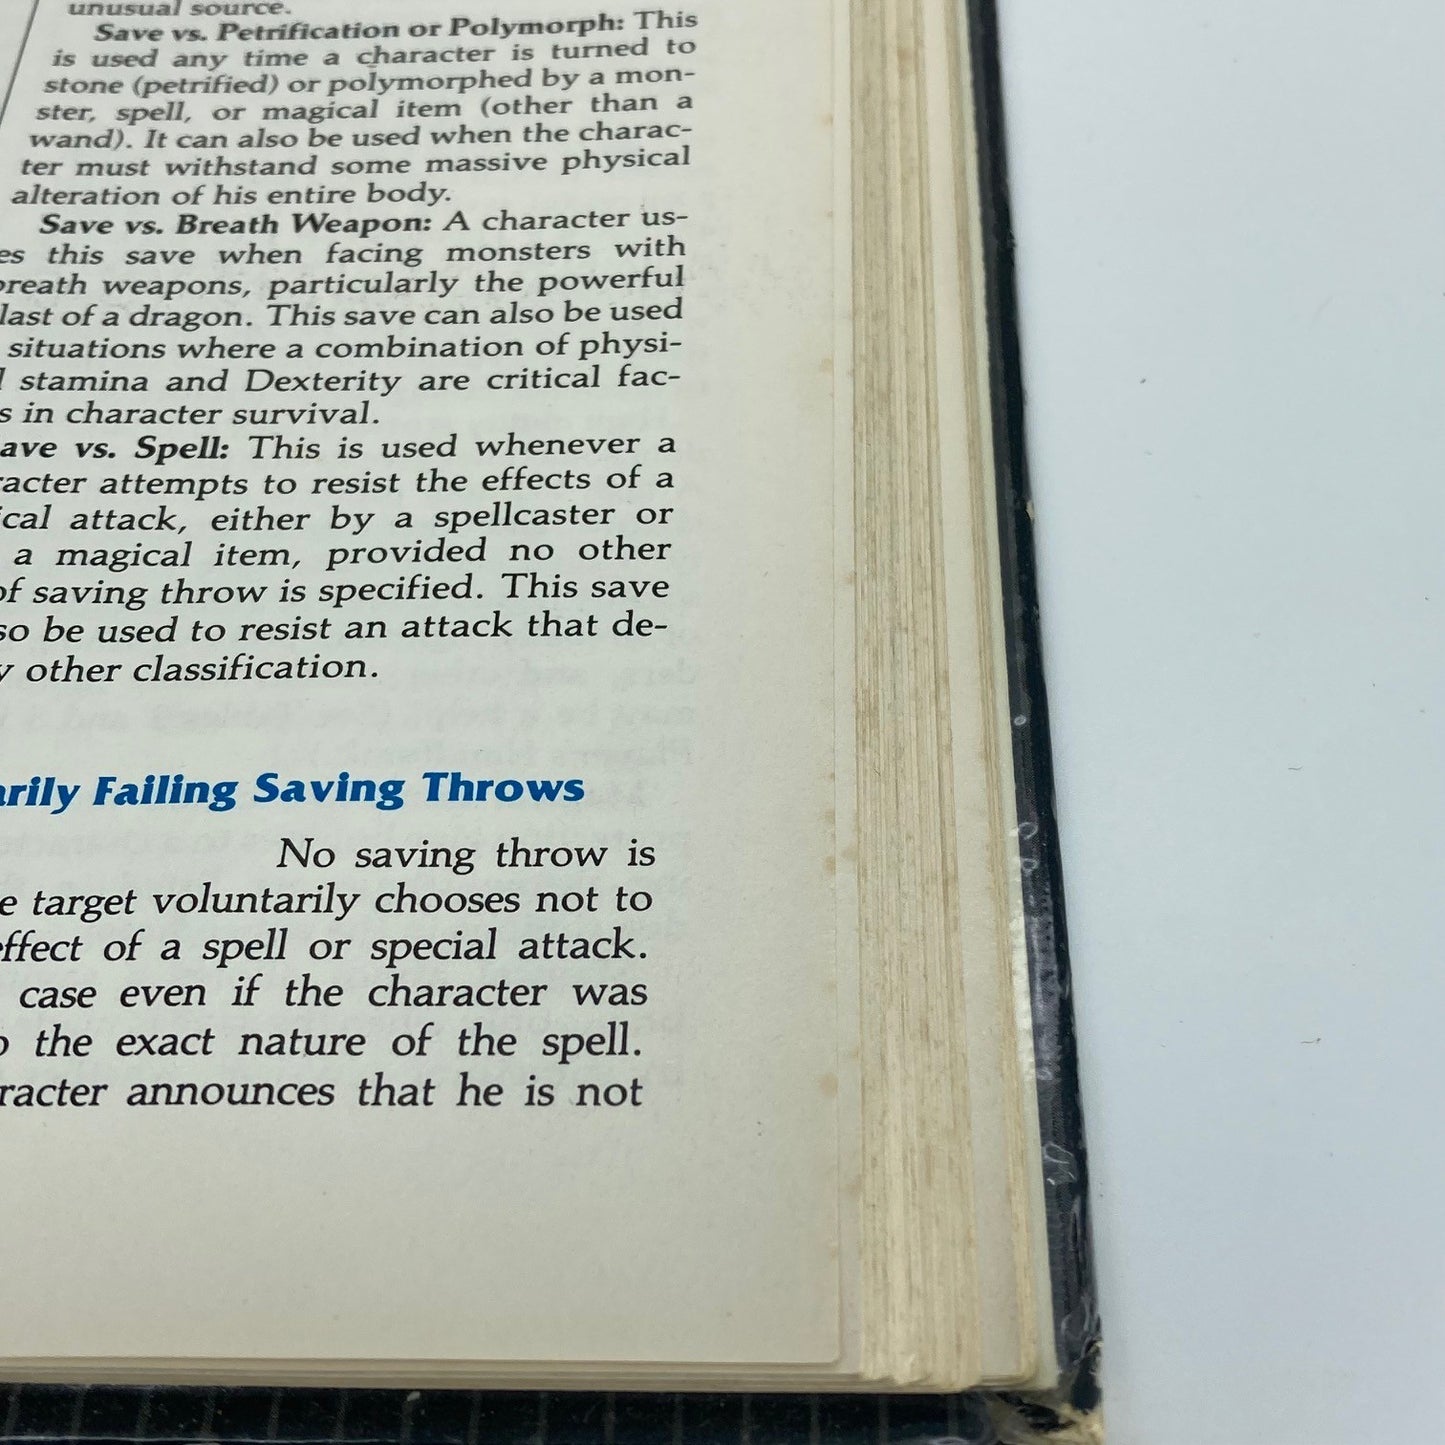 unusual source.
Save vs. Petrification or Polymorph: This
is used any time a character is turned to
stone (petrified) or polymorphed by a mon-
ster, spell, or magical item (other than a
wand). It can also be used when the charac-
ter must withstand some massive physical
alteration of his entire body.
Save vs. Breath Weapon: A character us-
es this save when facing monsters with
breath weapons, particularly the powerful
last of a dragon. This save can also be used
situations where a combination of physi-
l stamina and Dexterity are critical fac-
s in character survival.
ave vs. Spell: This is used whenever a
racter attempts to resist the effects of a
ical attack, either by a spellcaster or
a magical item, provided no other
of saving throw is specified. This save
so be used to resist an attack that de-
y other classification.
arily Failing Saving Throws
No saving throw is
e target voluntarily chooses not to
effect of a spell or special attack.
case even if the character was
o the exact nature of the spell.
racter announces that he is not